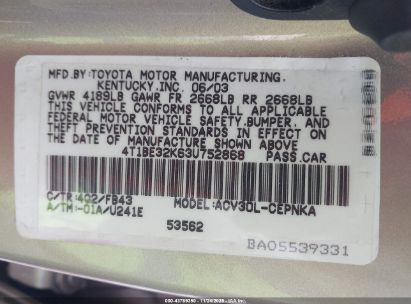 MFD.BY:TOYOTA MOTOR MANUFACTURING.
KENTUCKY.INC. 06/03
GVWR 4189LB GAWR FR 2668LB RR 2668LB
THIS VEHICLE CONFORMS TO ALL APPLICABLE
FEDERAL MOTOR VEHICLE SAFETY,BUMPER, AND
THEFT PREVENTION STANDARDS IN EFFECT ON
THE DATE OF MANUFACTURE SHOWN ABOVE.
4T1BE32K63U752868 PASS.CAR
C/TR:402/FB43 MODEL:ACV30L-CEPNKA
A/TM:-01A/U241E
53562
BA05539331